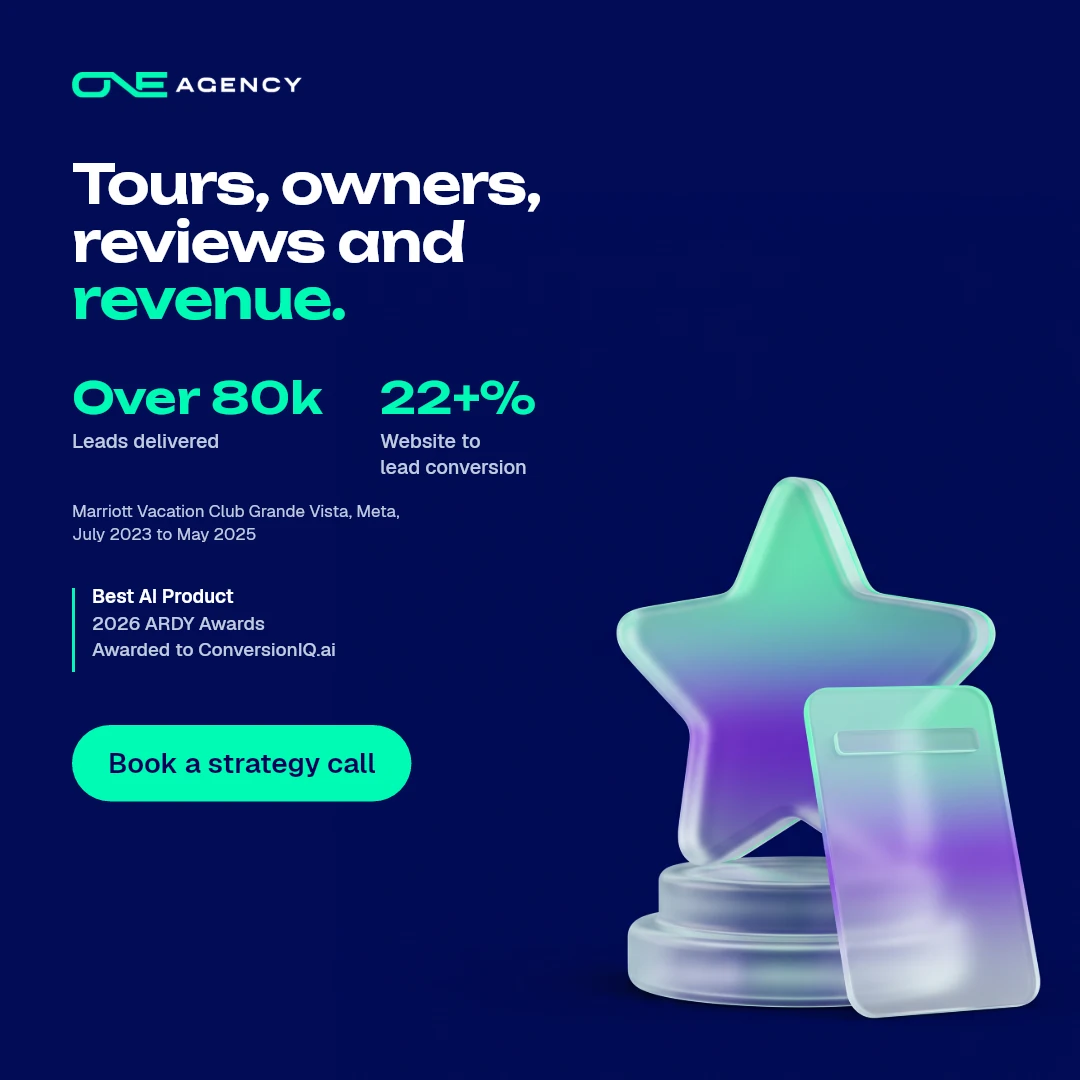 ONE AGENCY
Tours, owners,
reviews and
revenue.
Over 80k
Leads delivered
22+%
Website to
lead conversion
Marriott Vacation Club Grande Vista, Meta,
July 2023 to May 2025
Best AI Product
2026 ARDY Awards
Awarded to ConversionIQ.ai
Book a strategy call